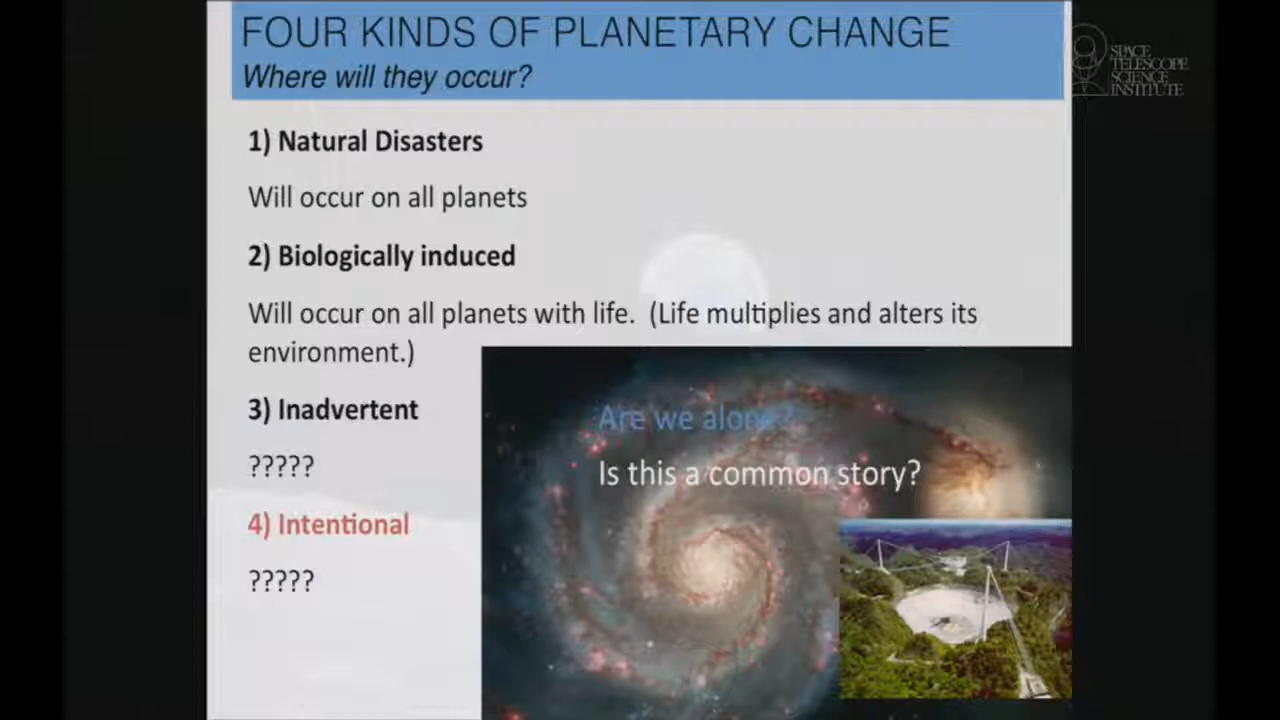 FOUR KINDS OF PLANETARY CHANGE
Where will they occur?
SPACE
TELESCOPE
SCIENCE
INSTITUTE
1) Natural Disasters
Will occur on all planets
2) Biologically induced
Will occur on all planets with life. (Life multiplies and alters its
environment.)
3) Inadvertent
?????
4) Intentional
?????
Are we alone?
Is this a common story?